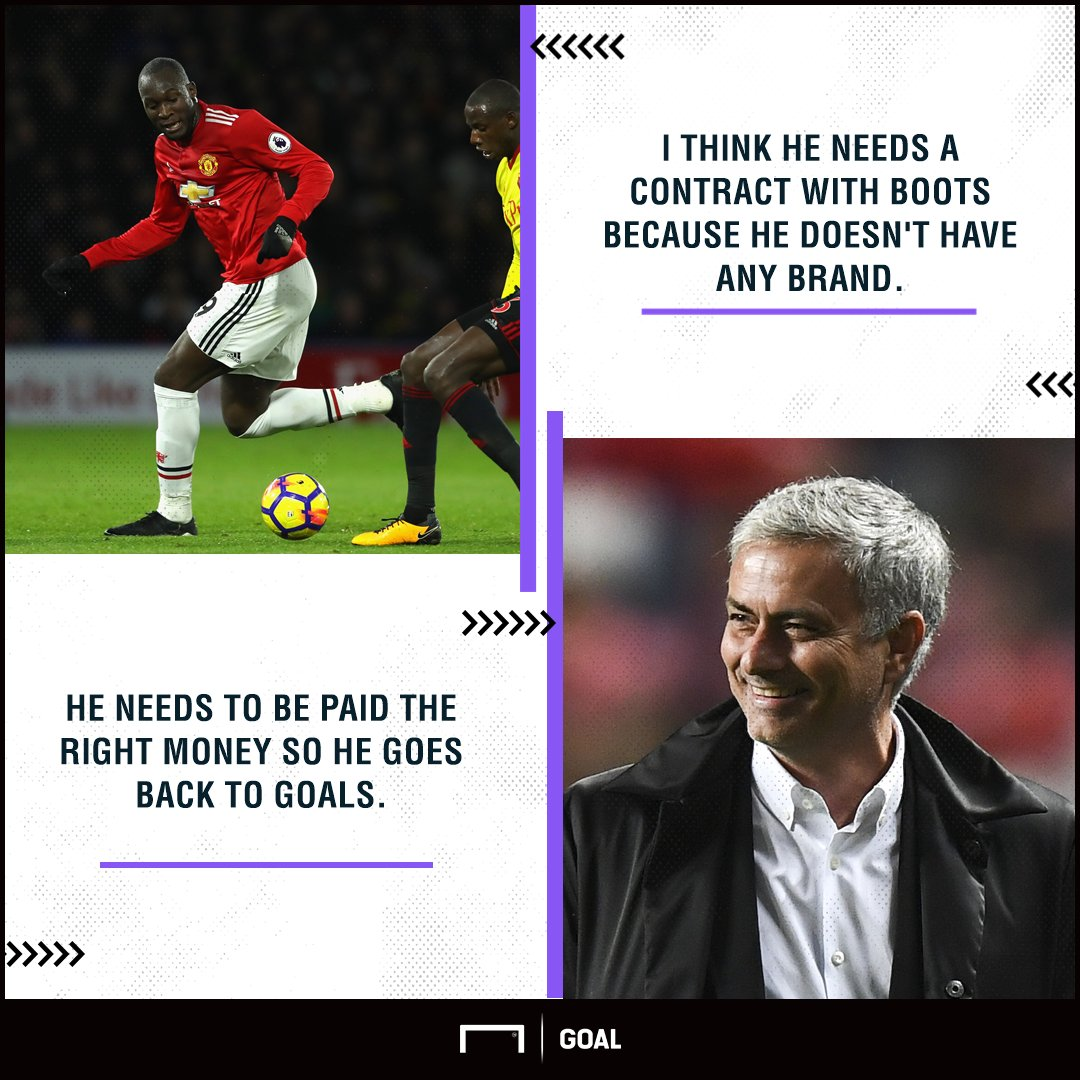 I THINK HE NEEDS A
CONTRACT WITH BOOTS
BECAUSE HE DOESN'T HAVE
ANY BRAND.
HE NEEDS TO BE PAID THE
RIGHT MONEY SO HE GOES
BACK TO GOALS.
GOAL